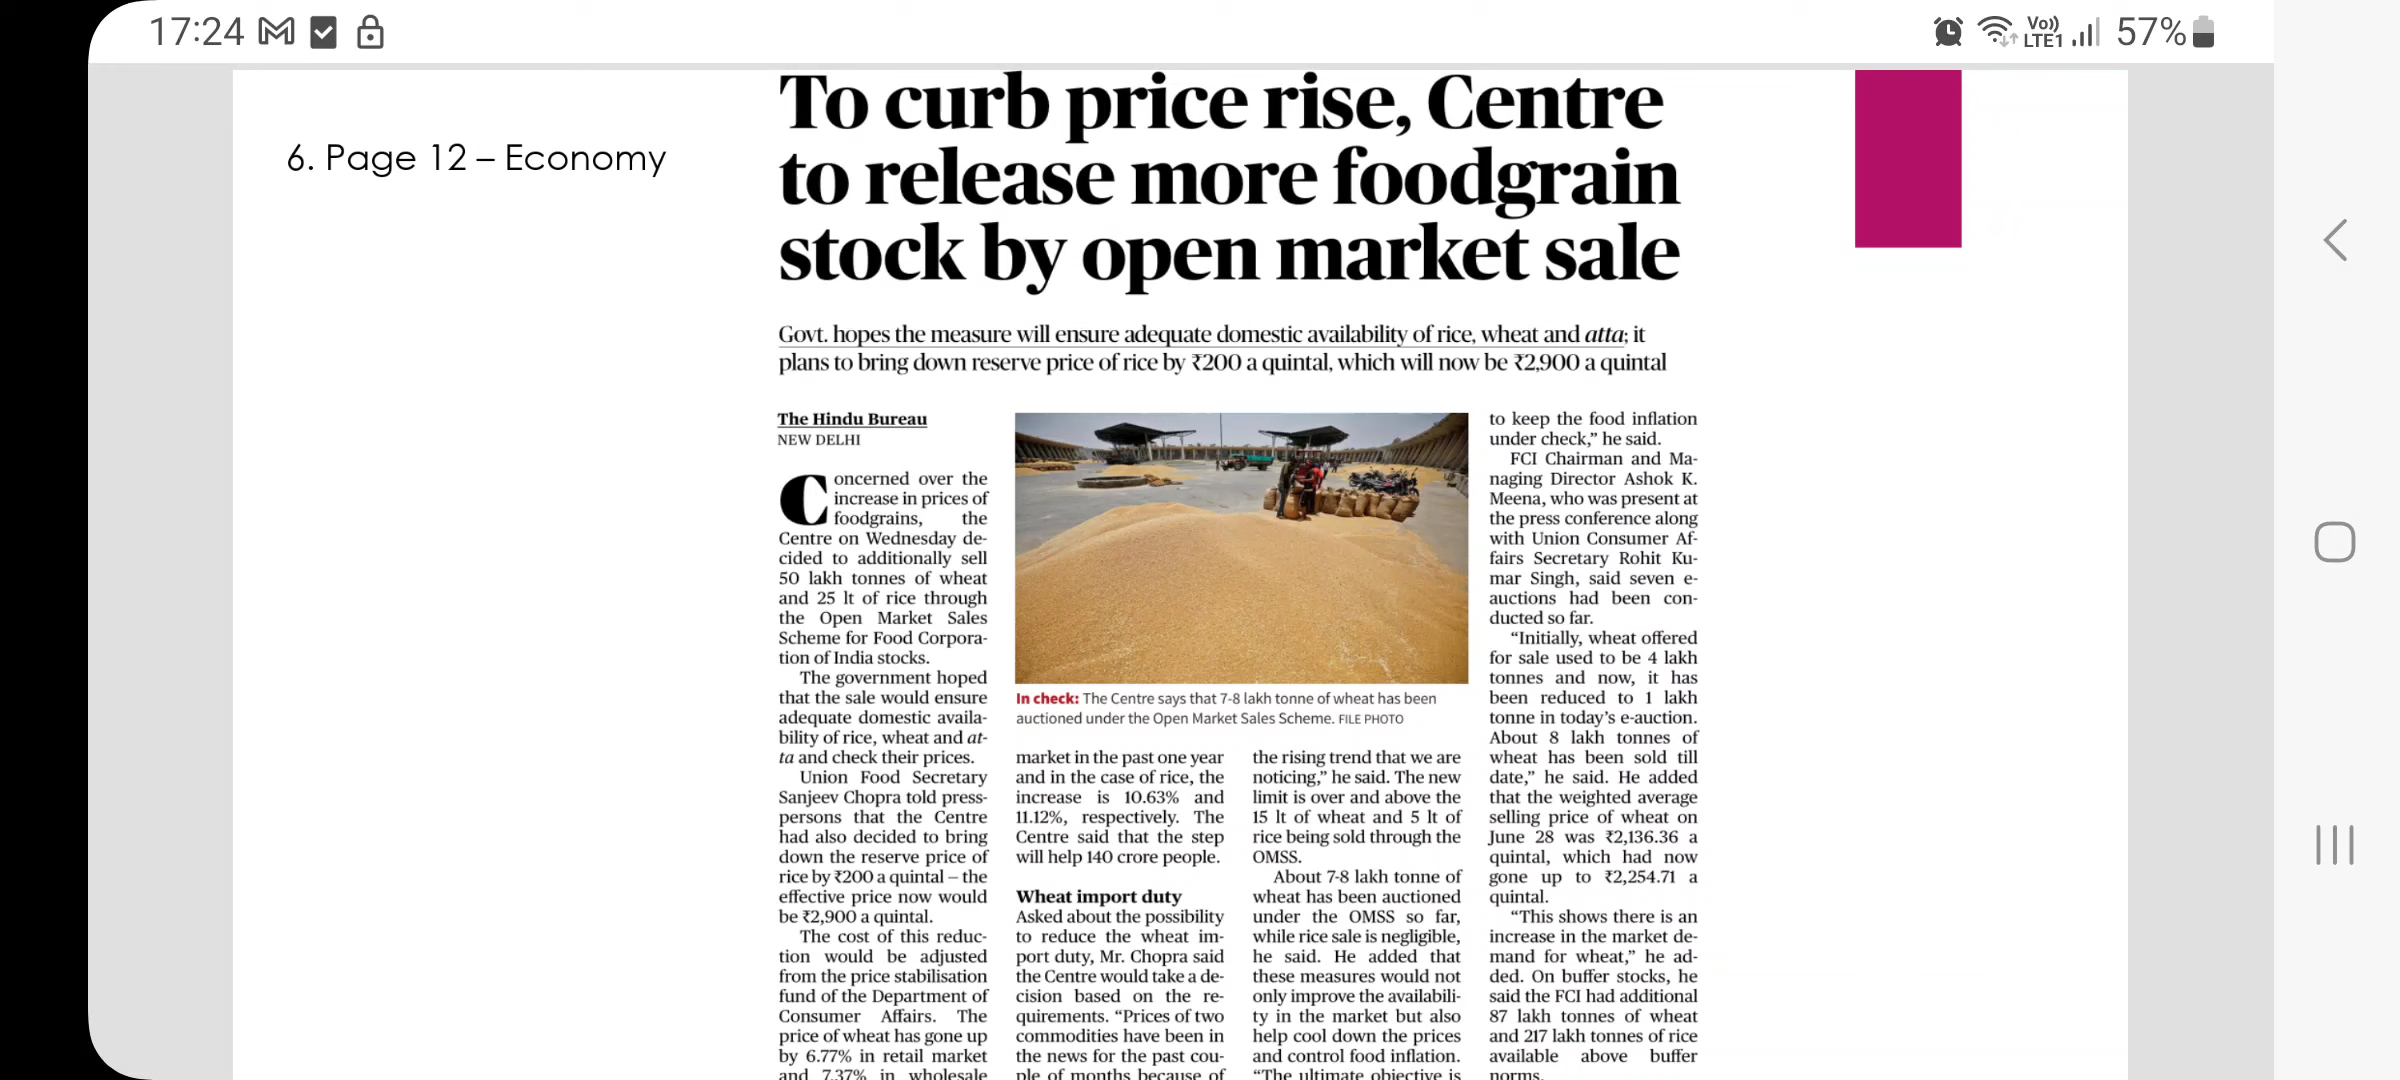 17:24
Vo))
LTE1
57%
6. Page 12 – Economy
To curb price rise, Centre
to release more foodgrain
stock by open market sale
Govt. hopes the measure will ensure adequate domestic availability of rice, wheat and atta; it
plans to bring down reserve price of rice by ₹200 a quintal, which will now be ₹2,900 a quintal
The Hindu Bureau
NEW DELHI
Concerned over the
increase in prices of
foodgrains, the
Centre on Wednesday de-
cided to additionally sell
50 lakh tonnes of wheat
and 25 lt of rice through
the Open Market Sales
Scheme for Food Corpora-
tion of India stocks.
The government hoped
that the sale would ensure
adequate domestic availa-
bility of rice, wheat and at-
ta and check their prices.
Union Food Secretary
Sanjeev Chopra told press-
persons that the Centre
had also decided to bring
down the reserve price of
rice by ₹200 a quintal – the
effective price now would
be ₹2,900 a quintal.
The cost of this reduc-
tion would be adjusted
from the price stabilisation
fund of the Department of
Consumer Affairs. The
price of wheat has gone up
by 6.77% in retail market
and 7.37% in wholesale
In check: The Centre says that 7-8 lakh tonne of wheat has been
auctioned under the Open Market Sales Scheme. FILE PHOTO
market in the past one year
and in the case of rice, the
increase is 10.63% and
11.12%, respectively. The
Centre said that the step
will help 140 crore people.
Wheat import duty
Asked about the possibility
to reduce the wheat im-
port duty, Mr. Chopra said
the Centre would take a de-
cision based on the re-
quirements. “Prices of two
commodities have been in
the news for the past cou-
ple of months because of
the rising trend that we are
noticing,” he said. The new
limit is over and above the
15 lt of wheat and 5 lt of
rice being sold through the
OMSS.
About 7-8 lakh tonne of
wheat has been auctioned
under the OMSS so far,
while rice sale is negligible,
he said. He added that
these measures would not
only improve the availabili-
ty in the market but also
help cool down the prices
and control food inflation.
“The ultimate objective is
to keep the food inflation
under check,” he said.
FCI Chairman and Ma-
naging Director Ashok K.
Meena, who was present at
the press conference along
with Union Consumer Af-
fairs Secretary Rohit Ku-
mar Singh, said seven e-
auctions had been con-
ducted so far.
“Initially, wheat offered
for sale used to be 4 lakh
tonnes and now, it has
been reduced to 1 lakh
tonne in today’s e-auction.
About 8 lakh tonnes of
wheat has been sold till
date,” he said. He added
that the weighted average
selling price of wheat on
June 28 was ₹2,136.36 a
quintal, which had now
gone up to ₹2,254.71 a
quintal.
“This shows there is an
increase in the market de-
mand for wheat,” he ad-
ded. On buffer stocks, he
said the FCI had additional
87 lakh tonnes of wheat
and 217 lakh tonnes of rice
available above buffer
norms.